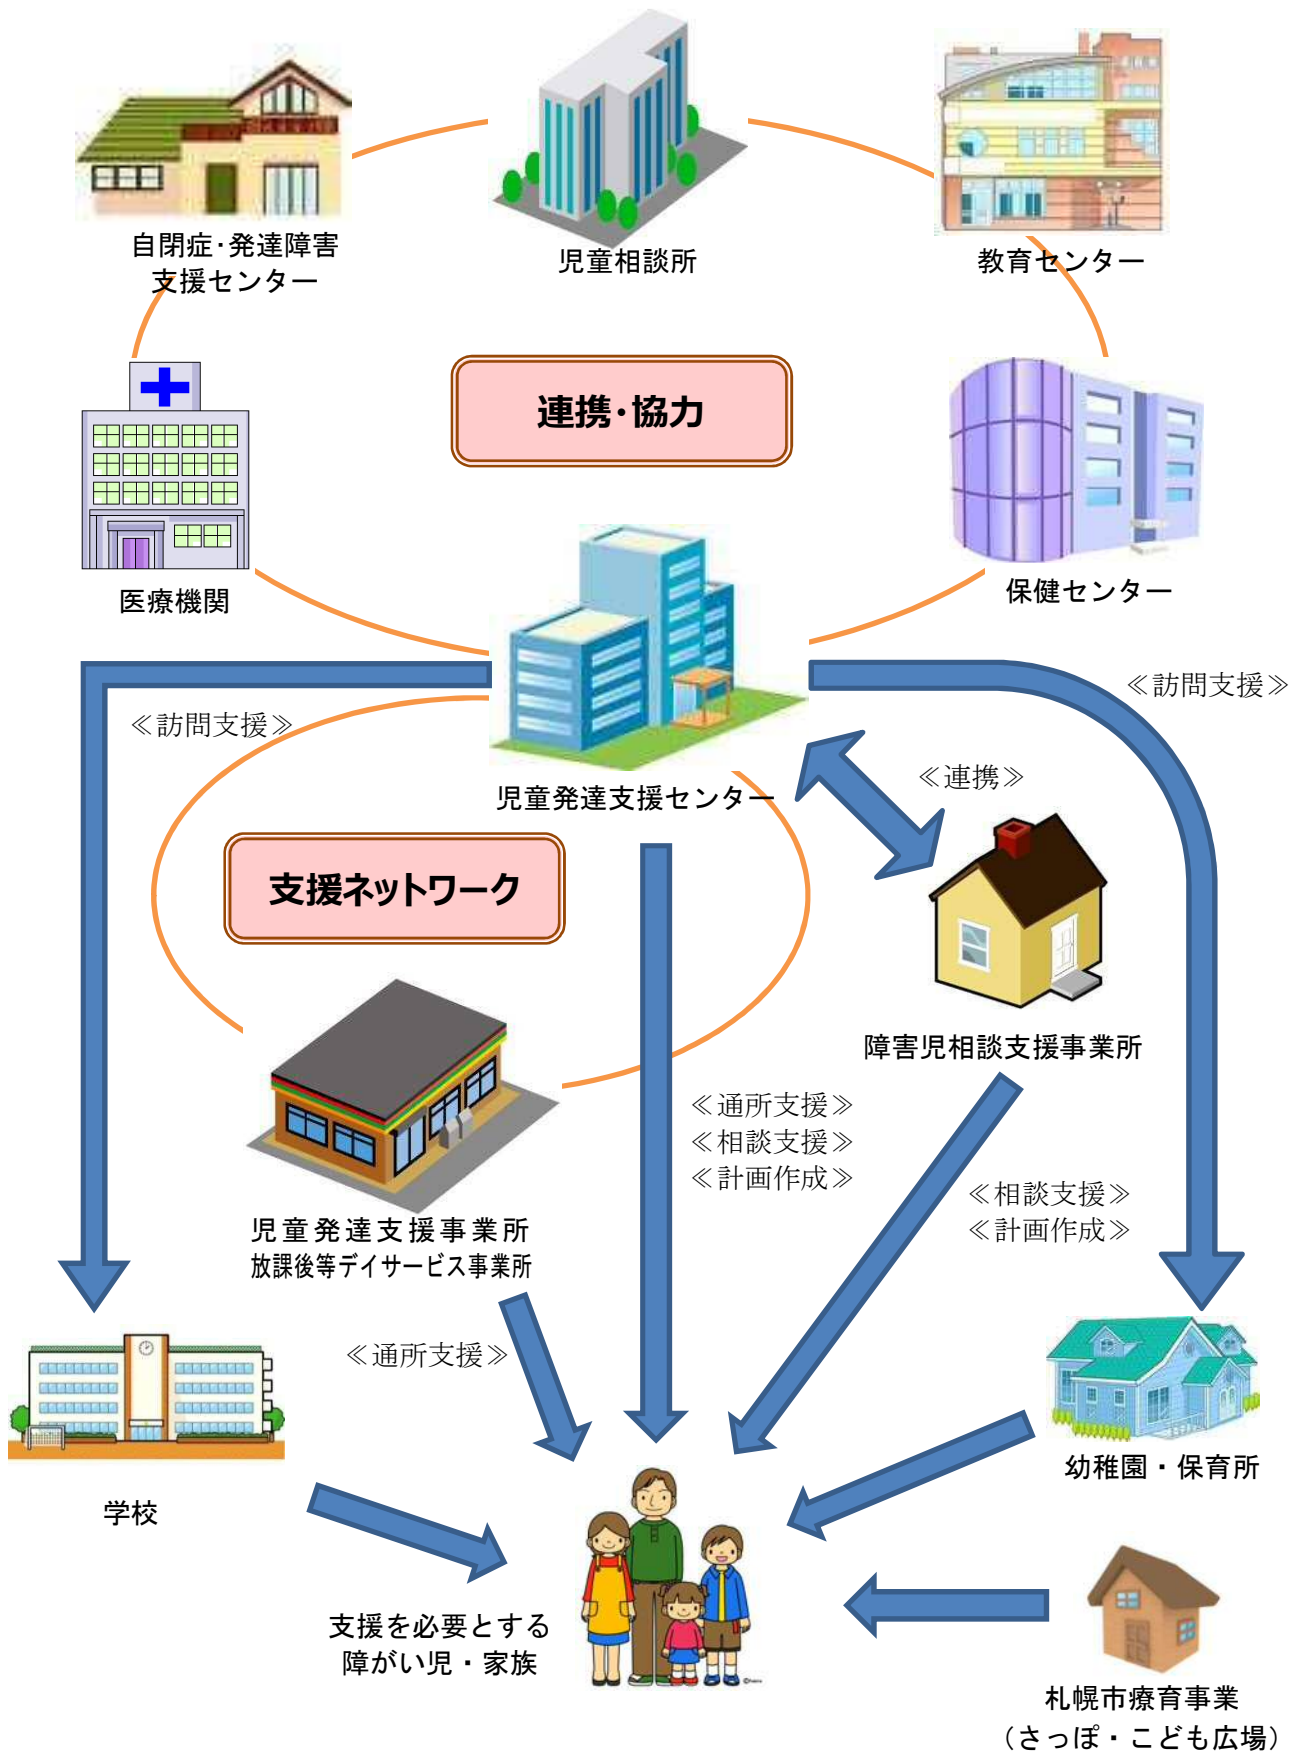 自閉症・発達障害
支援センター
児童相談所
教育センター
連携・協力
医療機関
保健センター
≪訪問支援≫
≪訪問支援≫
児童発達支援センター
≪連携≫
支援ネットワーク
障害児相談支援事業所
≪通所支援≫
≪相談支援≫
≪計画作成≫
≪相談支援≫
≪計画作成≫
児童発達支援事業所
放課後等デイサービス事業所
≪通所支援≫
幼稚園・保育所
学校
支援を必要とする
障がい児・家族
札幌市療育事業
（さっぽ・こども広場）